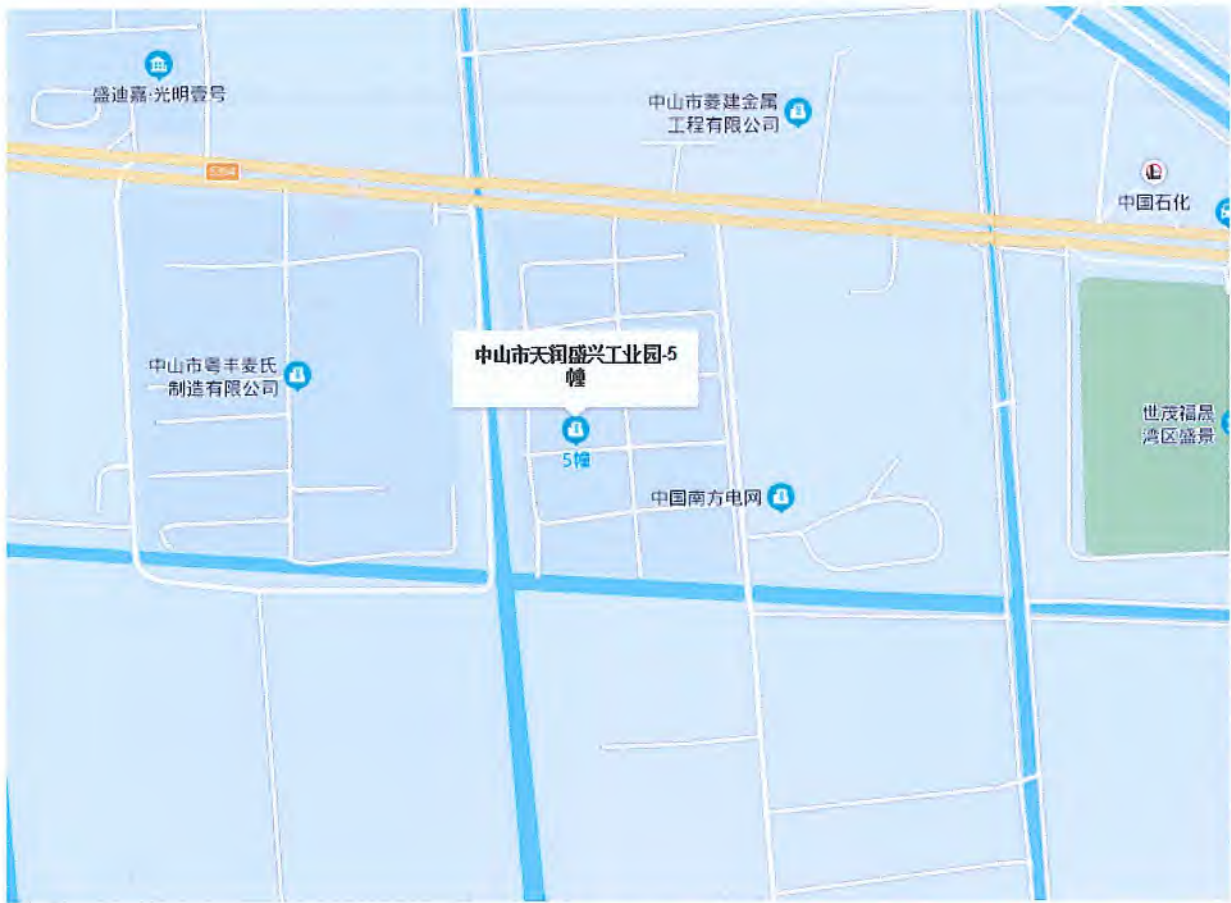 盛迪嘉·光明壹号
中山市菱建金属
工程有限公司
中国石化
中山市天润盛兴工业园-5
幢
中山市粤丰麦氏
制造有限公司
5幢
世茂福晟
湾区盛景
中国南方电网